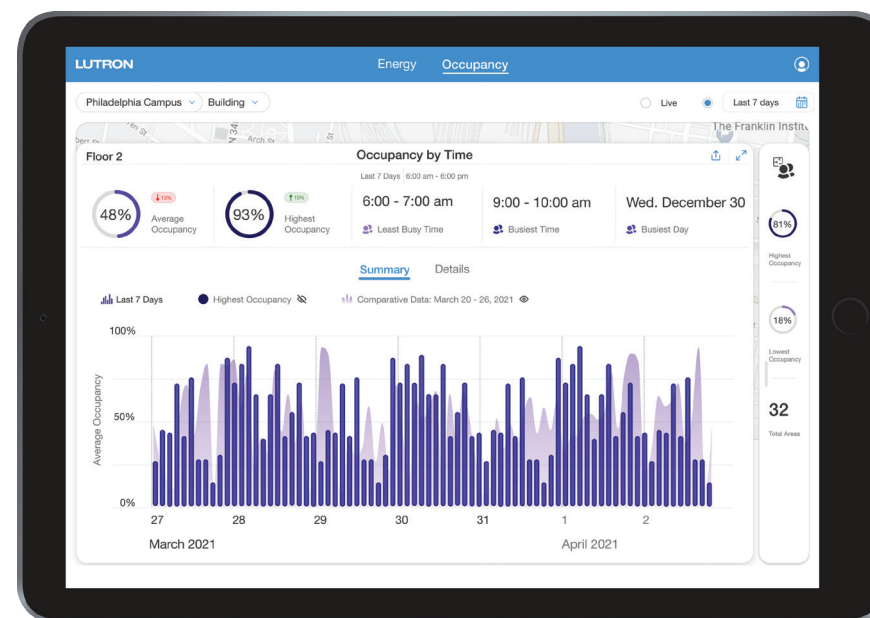 LUTRON
Energy Occupancy
Philadelphia Campus Building
Live Last 7 days
The Franklin
N 34
Arch St
St
Floor 2
Occupancy by Time
Last 7 Days 6:00 am - 6:00 pm
48%
13%
Average
Occupancy
93%
10%
Highest
Occupancy
6:00 - 7:00 am
Least Busy Time
9:00 - 10:00 am
Busiest Time
Wed. December 30
Busiest Day
Summary Details
Last 7 Days Highest Occupancy Comparative Data: March 20 - 26, 2021
100%
50%
0%
Average Occupancy
27 28 29 30 31 1 2
March 2021 April 2021
81%
Highest
Occupancy
18%
Lowest
Occupancy
32
Total Areas